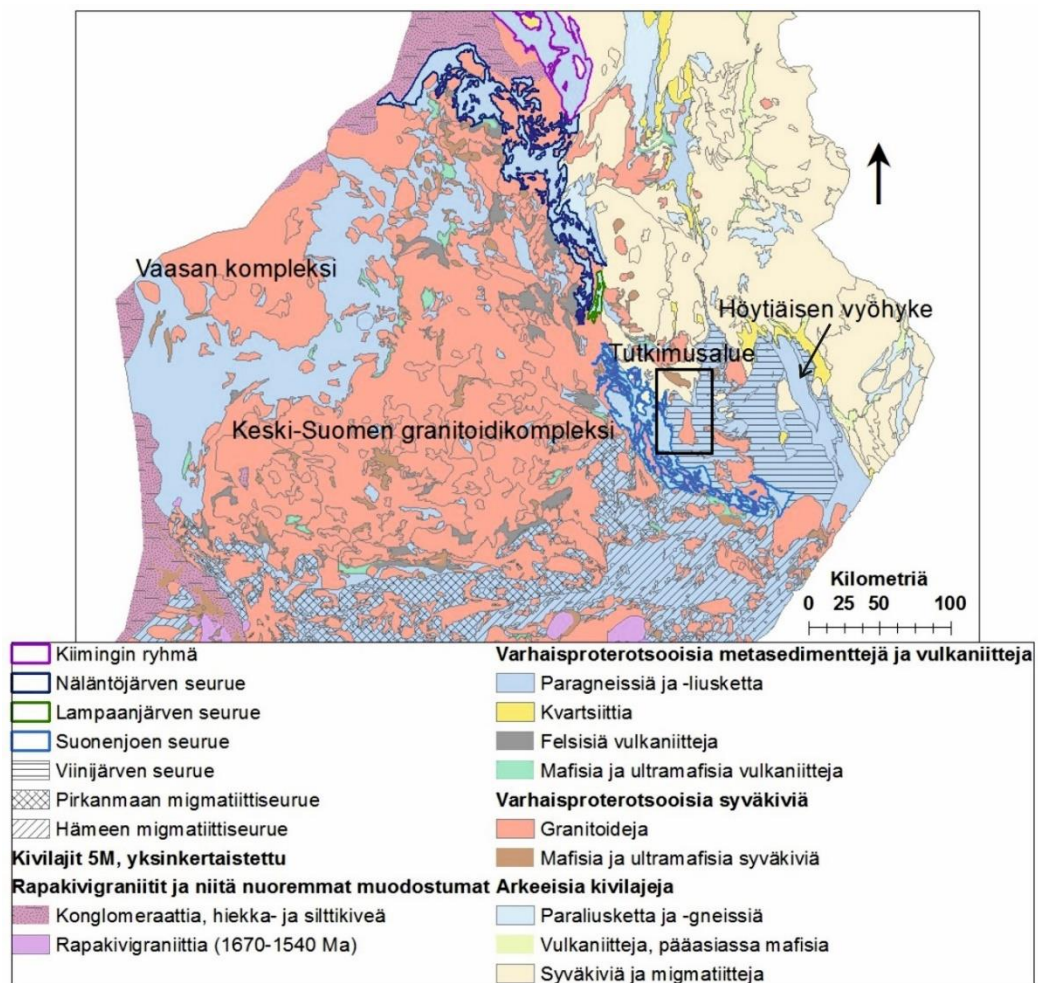 Vaasan kompleksi
Höytiäisen vyöhyke
Tutkimusalue
Keski-Suomen granitoidikompleksi
Kilometriä
0 25 50 100
Kiimingin ryhmä
Näläntöjärven seurue
Lampaanjärven seurue
Suonenjoen seurue
Viinijärven seurue
Pirkanmaan migmatiittiseurue
Hämeen migmatiittiseurue
Kivilajit 5M, yksinkertaistettu
Rapakivigraniitit ja niitä nuoremmat muodostumat
Konglomeraattia, hiekka- ja silttikiveä
Rapakivigraniittia (1670-1540 Ma)
Varhaisproterotsooisia metasedimenttejä ja vulkaniitteja
Paragneissiä ja -liusketta
Kvartsiittia
Felsisiä vulkaniitteja
Mafisia ja ultramafisia vulkaniitteja
Varhaisproterotsooisia syväkiviä
Granitoideja
Mafisia ja ultramafisia syväkiviä
Arkeeisia kivilajeja
Paraliusketta ja -gneissiä
Vulkaniitteja, pääasiassa mafisia
Syväkiviä ja migmatiitteja